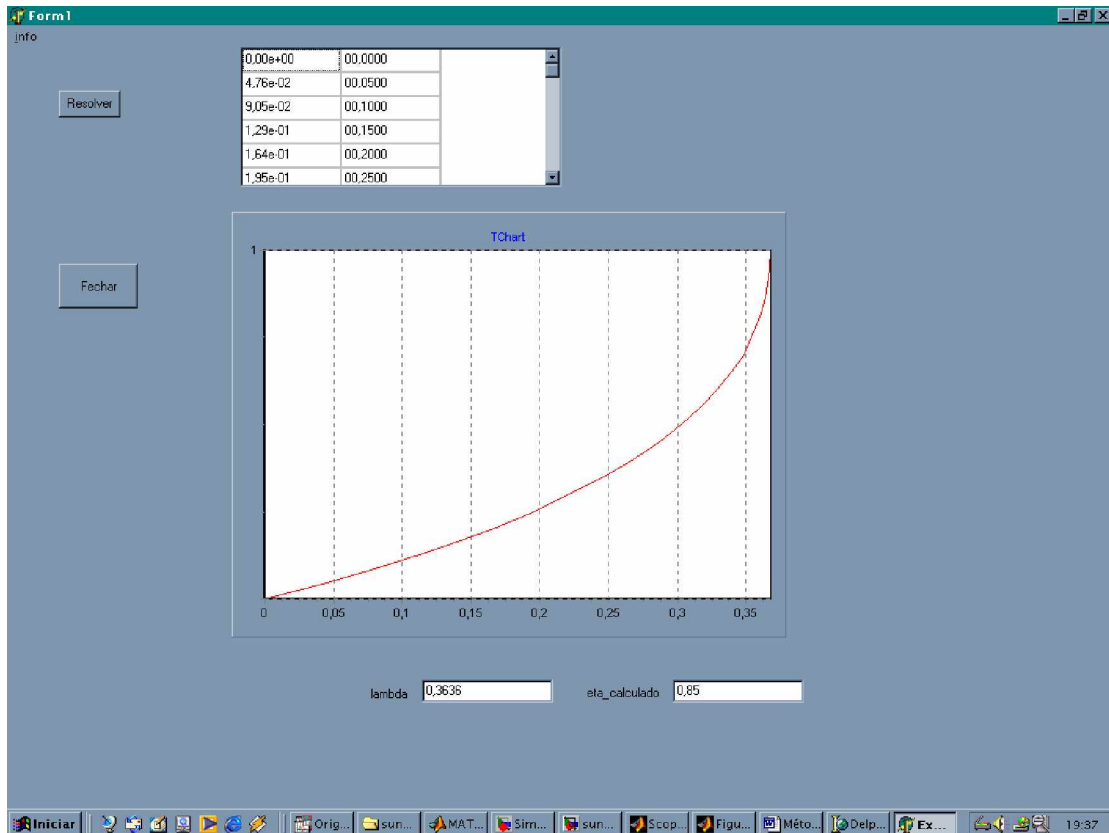 Form1
info
0,00e+00 00,0000
4,76e-02 00,0500
9,05e-02 00,1000
1,29e-01 00,1500
1,64e-01 00,2000
1,95e-01 00,2500
Resolver
Fechar
TChart
1
0 0,05 0,1 0,15 0,2 0,25 0,3 0,35
lambda 0,3636 eta_calculado 0,85
Iniciar Orig... sun... MAT... Sim... sun... Scop... Figu... Méto... Delp... Ex... 19:37